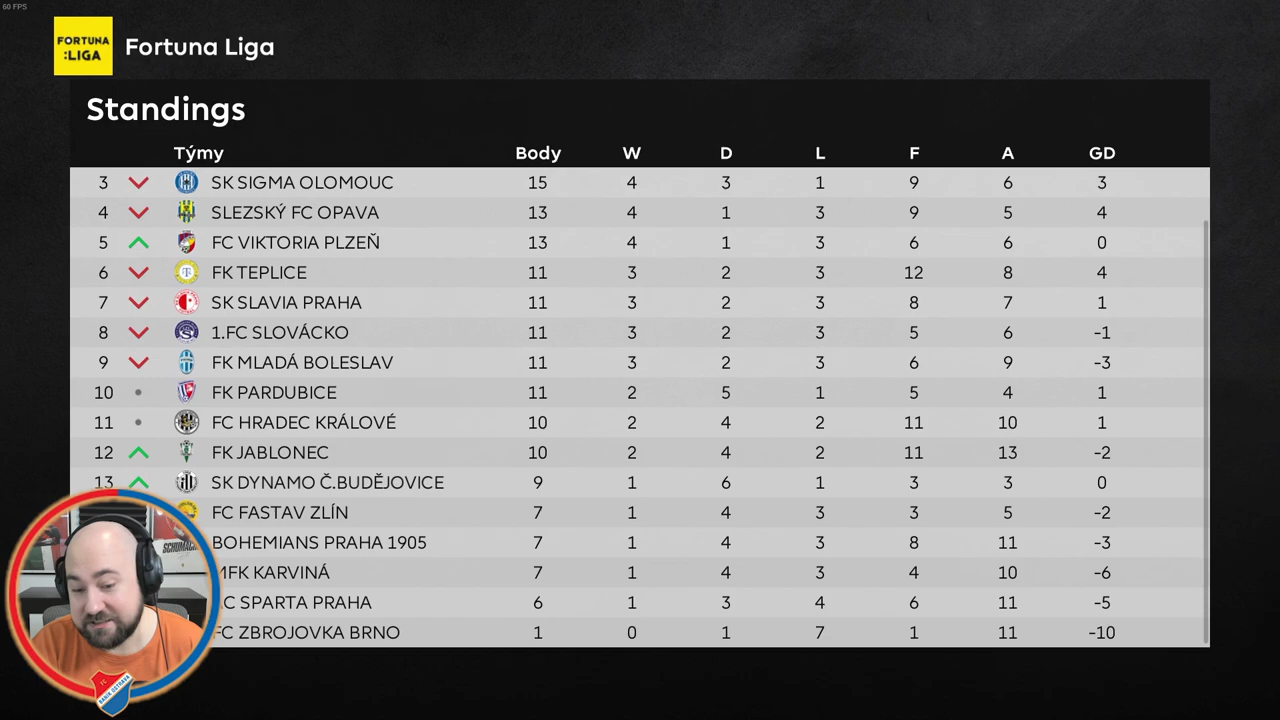 60 FPS
FORTUNA
:LIGA
Fortuna Liga
Standings
Týmy Body W D L F A GD
3 SK SIGMA OLOMOUC 15 4 3 1 9 6 3
4 SLEZSKÝ FC OPAVA 13 4 1 3 9 5 4
5 FC VIKTORIA PLZEŇ 13 4 1 3 6 6 0
6 FK TEPLICE 11 3 2 3 12 8 4
7 SK SLAVIA PRAHA 11 3 2 3 8 7 1
8 1.FC SLOVÁCKO 11 3 2 3 5 6 -1
9 FK MLADÁ BOLESLAV 11 3 2 3 6 9 -3
10 FK PARDUBICE 11 2 5 1 5 4 1
11 FC HRADEC KRÁLOVÉ 10 2 4 2 11 10 1
12 FK JABLONEC 10 2 4 2 11 13 -2
13 SK DYNAMO Č.BUDĚJOVICE 9 1 6 1 3 3 0
FC FASTAV ZLÍN 7 1 4 3 3 5 -2
BOHEMIANS PRAHA 1905 7 1 4 3 8 11 -3
MFK KARVINÁ 7 1 4 3 4 10 -6
AC SPARTA PRAHA 6 1 3 4 6 11 -5
FC ZBROJOVKA BRNO 1 0 1 7 1 11 -10
FC
BANÍK OSTRAVA